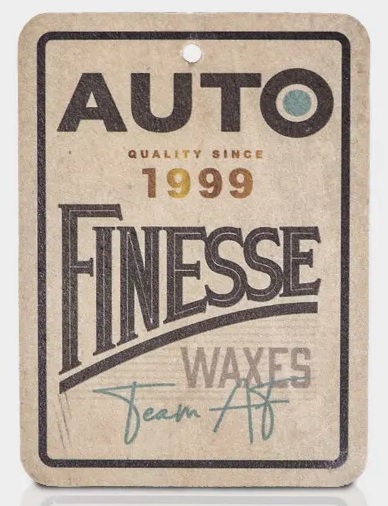 AUTO
QUALITY SINCE
1999
FINESSE
WAXES
Team AF